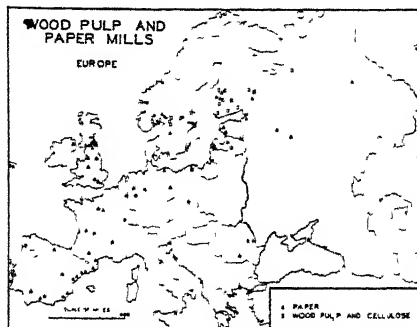 WOOD PULP AND
PAPER MILLS
EUROPE
PAPER
WOOD PULP AND CELLULOSE